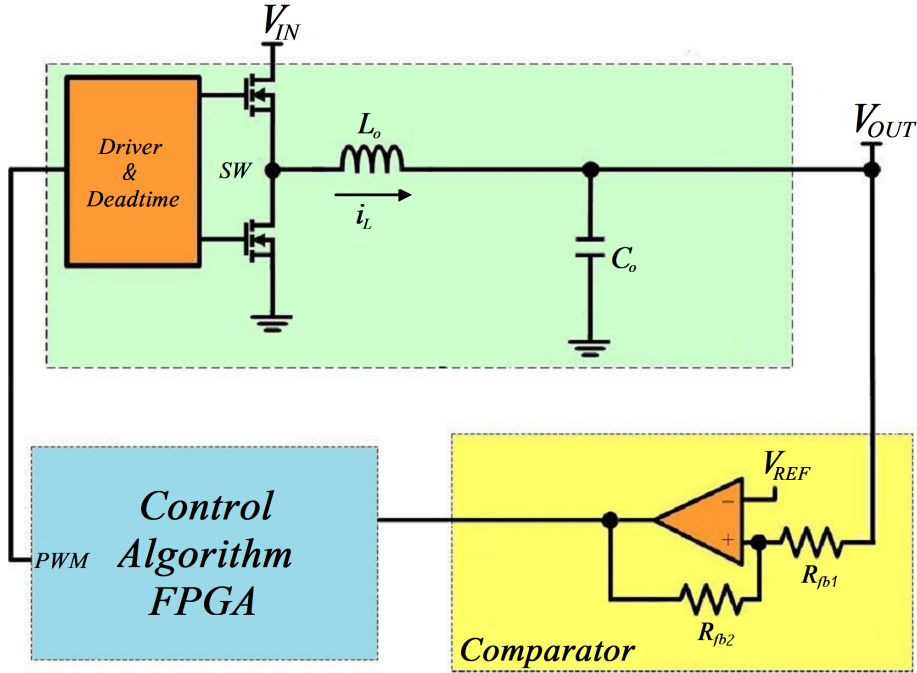 V_IN
Driver
&
Deadtime
SW
L_o
i_L
C_o
V_OUT
Control
Algorithm
FPGA
PWM
V_REF
−
+
R_fb1
R_fb2
Comparator